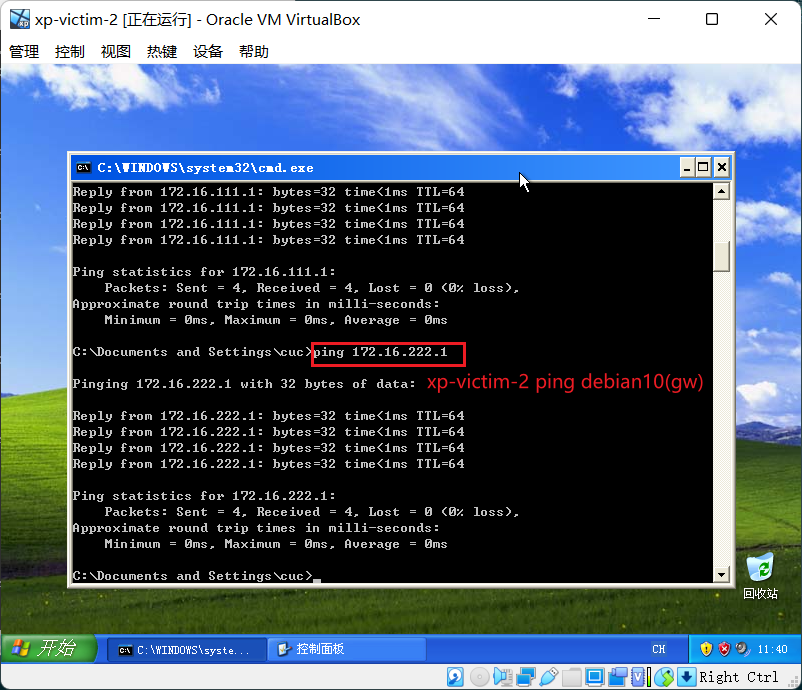 xp-victim-2 [正在运行] - Oracle VM VirtualBox
管理 控制 视图 热键 设备 帮助
C:\WINDOWS\system32\cmd.exe
Reply from 172.16.111.1: bytes=32 time<1ms TTL=64
Reply from 172.16.111.1: bytes=32 time<1ms TTL=64
Reply from 172.16.111.1: bytes=32 time<1ms TTL=64
Reply from 172.16.111.1: bytes=32 time<1ms TTL=64
Ping statistics for 172.16.111.1:
Packets: Sent = 4, Received = 4, Lost = 0 (0% loss),
Approximate round trip times in milli-seconds:
Minimum = 0ms, Maximum = 0ms, Average = 0ms
C:\Documents and Settings\cuc>ping 172.16.222.1
Pinging 172.16.222.1 with 32 bytes of data:
xp-victim-2 ping debian10(gw)
Reply from 172.16.222.1: bytes=32 time<1ms TTL=64
Reply from 172.16.222.1: bytes=32 time<1ms TTL=64
Reply from 172.16.222.1: bytes=32 time<1ms TTL=64
Reply from 172.16.222.1: bytes=32 time<1ms TTL=64
Ping statistics for 172.16.222.1:
Packets: Sent = 4, Received = 4, Lost = 0 (0% loss),
Approximate round trip times in milli-seconds:
Minimum = 0ms, Maximum = 0ms, Average = 0ms
C:\Documents and Settings\cuc>_
回收站
开始 C:\WINDOWS\syste... 控制面板 CH 11:40
Right Ctrl